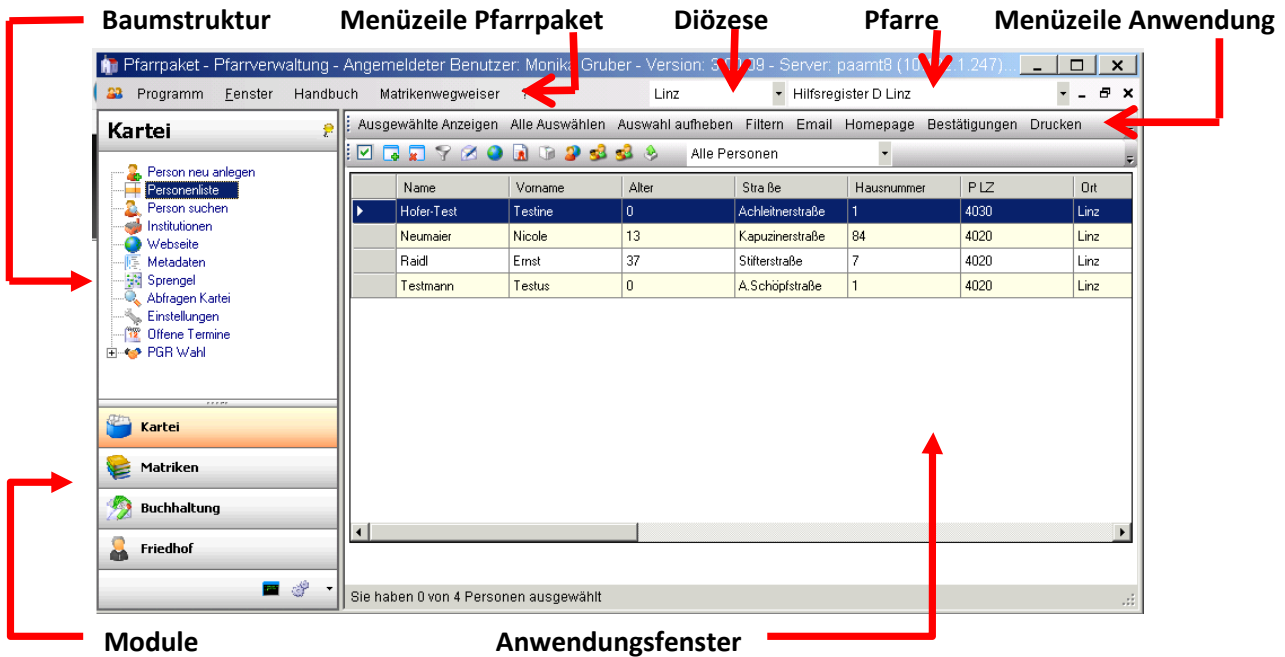 Baumstruktur Menüzeile Pfarrpaket Diözese Pfarre Menüzeile Anwendung
Pfarrpaket - Pfarrverwaltung - Angemeldeter Benutzer: Monika Gruber - Version:
Server: paamt8
Programm Fenster Handbuch Matrikenwegweiser ? Linz Hilfsregister D Linz
Kartei
Ausgewählte Anzeigen Alle Auswählen Auswahl aufheben Filtern Email Homepage Bestätigungen Drucken
Alle Personen
Person neu anlegen
Personenliste
Person suchen
Institutionen
Webseite
Metadaten
Sprengel
Abfragen Kartei
Einstellungen
Offene Termine
PGR Wahl
Name Vorname Alter Straße Hausnummer PLZ Ort
Hofer-Test Testine 0 Achleitnerstraße 1 4030 Linz
Neumaier Nicole 13 Kapuzinerstraße 84 4020 Linz
Raidl Ernst 37 Stifterstraße 7 4020 Linz
Testmann Testus 0 A.Schöpfstraße 1 4020 Linz
Kartei
Matriken
Buchhaltung
Friedhof
Sie haben 0 von 4 Personen ausgewählt
Module Anwendungsfenster